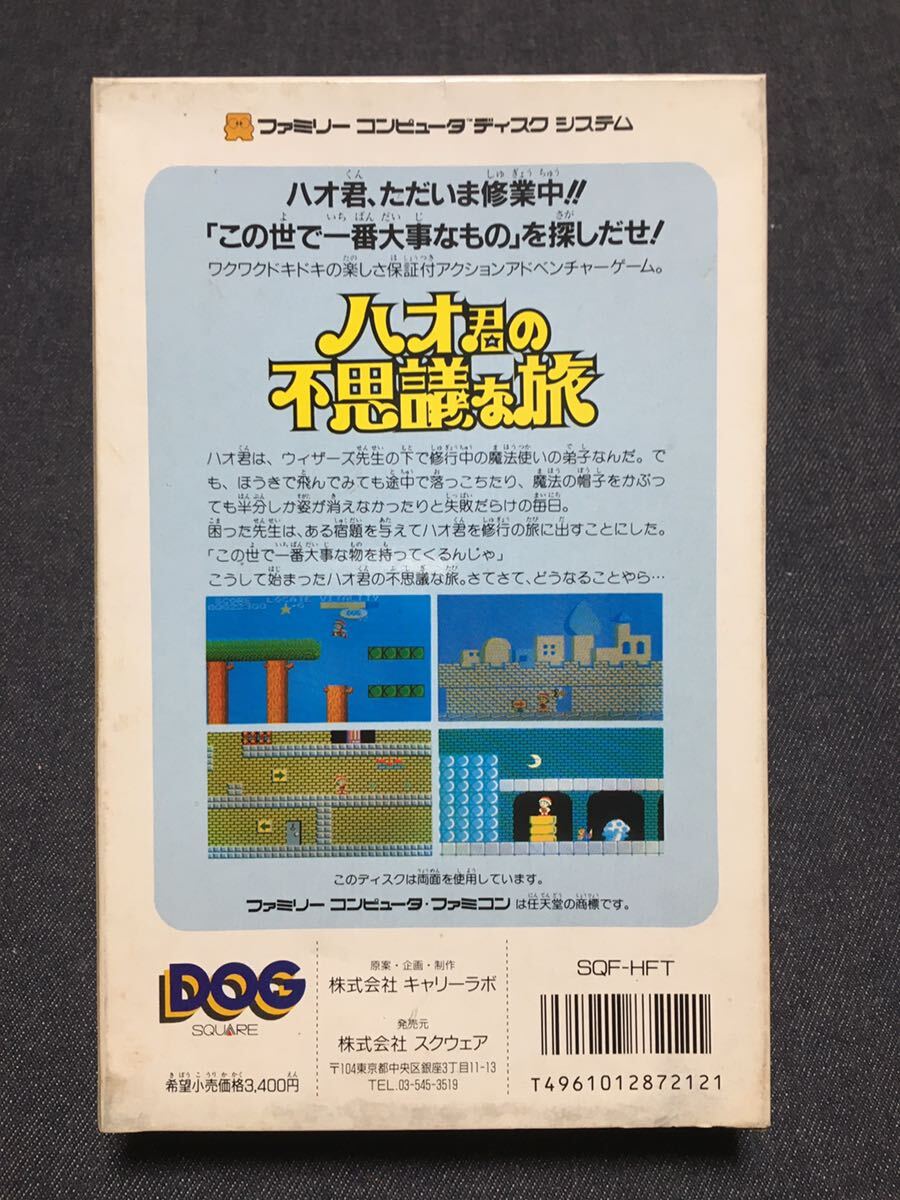 ファミリー コンピュータ™ ディスク システム
ハオ君、ただいま修業中!!
「この世で一番大事なもの」を探しだせ!
ワクワクドキドキの楽しさ保証付アクションアドベンチャーゲーム。
ハオ君の
不思議な旅
ハオ君は、ウィザーズ先生の下で修行中の魔法使いの弟子なんだ。で
も、ほうきで飛んでみても途中で落っこちたり、魔法の帽子をかぶっ
ても半分しか姿が消えなかったりと失敗だらけの毎日。
困った先生は、ある宿題を与えてハオ君を修行の旅に出すことにした。
「この世で一番大事な物を持ってくるんじゃ」
こうして始まったハオ君の不思議な旅。さてさて、どうなることやら…
SCORE LOCATE VITALITY
このディスクは両面を使用しています。
ファミリー コンピュータ・ファミコン は任天堂の商標です。
DOG
SQUARE
希望小売価格3,400円
原案・企画・制作
株式会社 キャリーラボ
発売元
株式会社 スクウェア
〒104東京都中央区銀座3丁目11-13
TEL.03-545-3519
SQF-HFT
T4961012872121